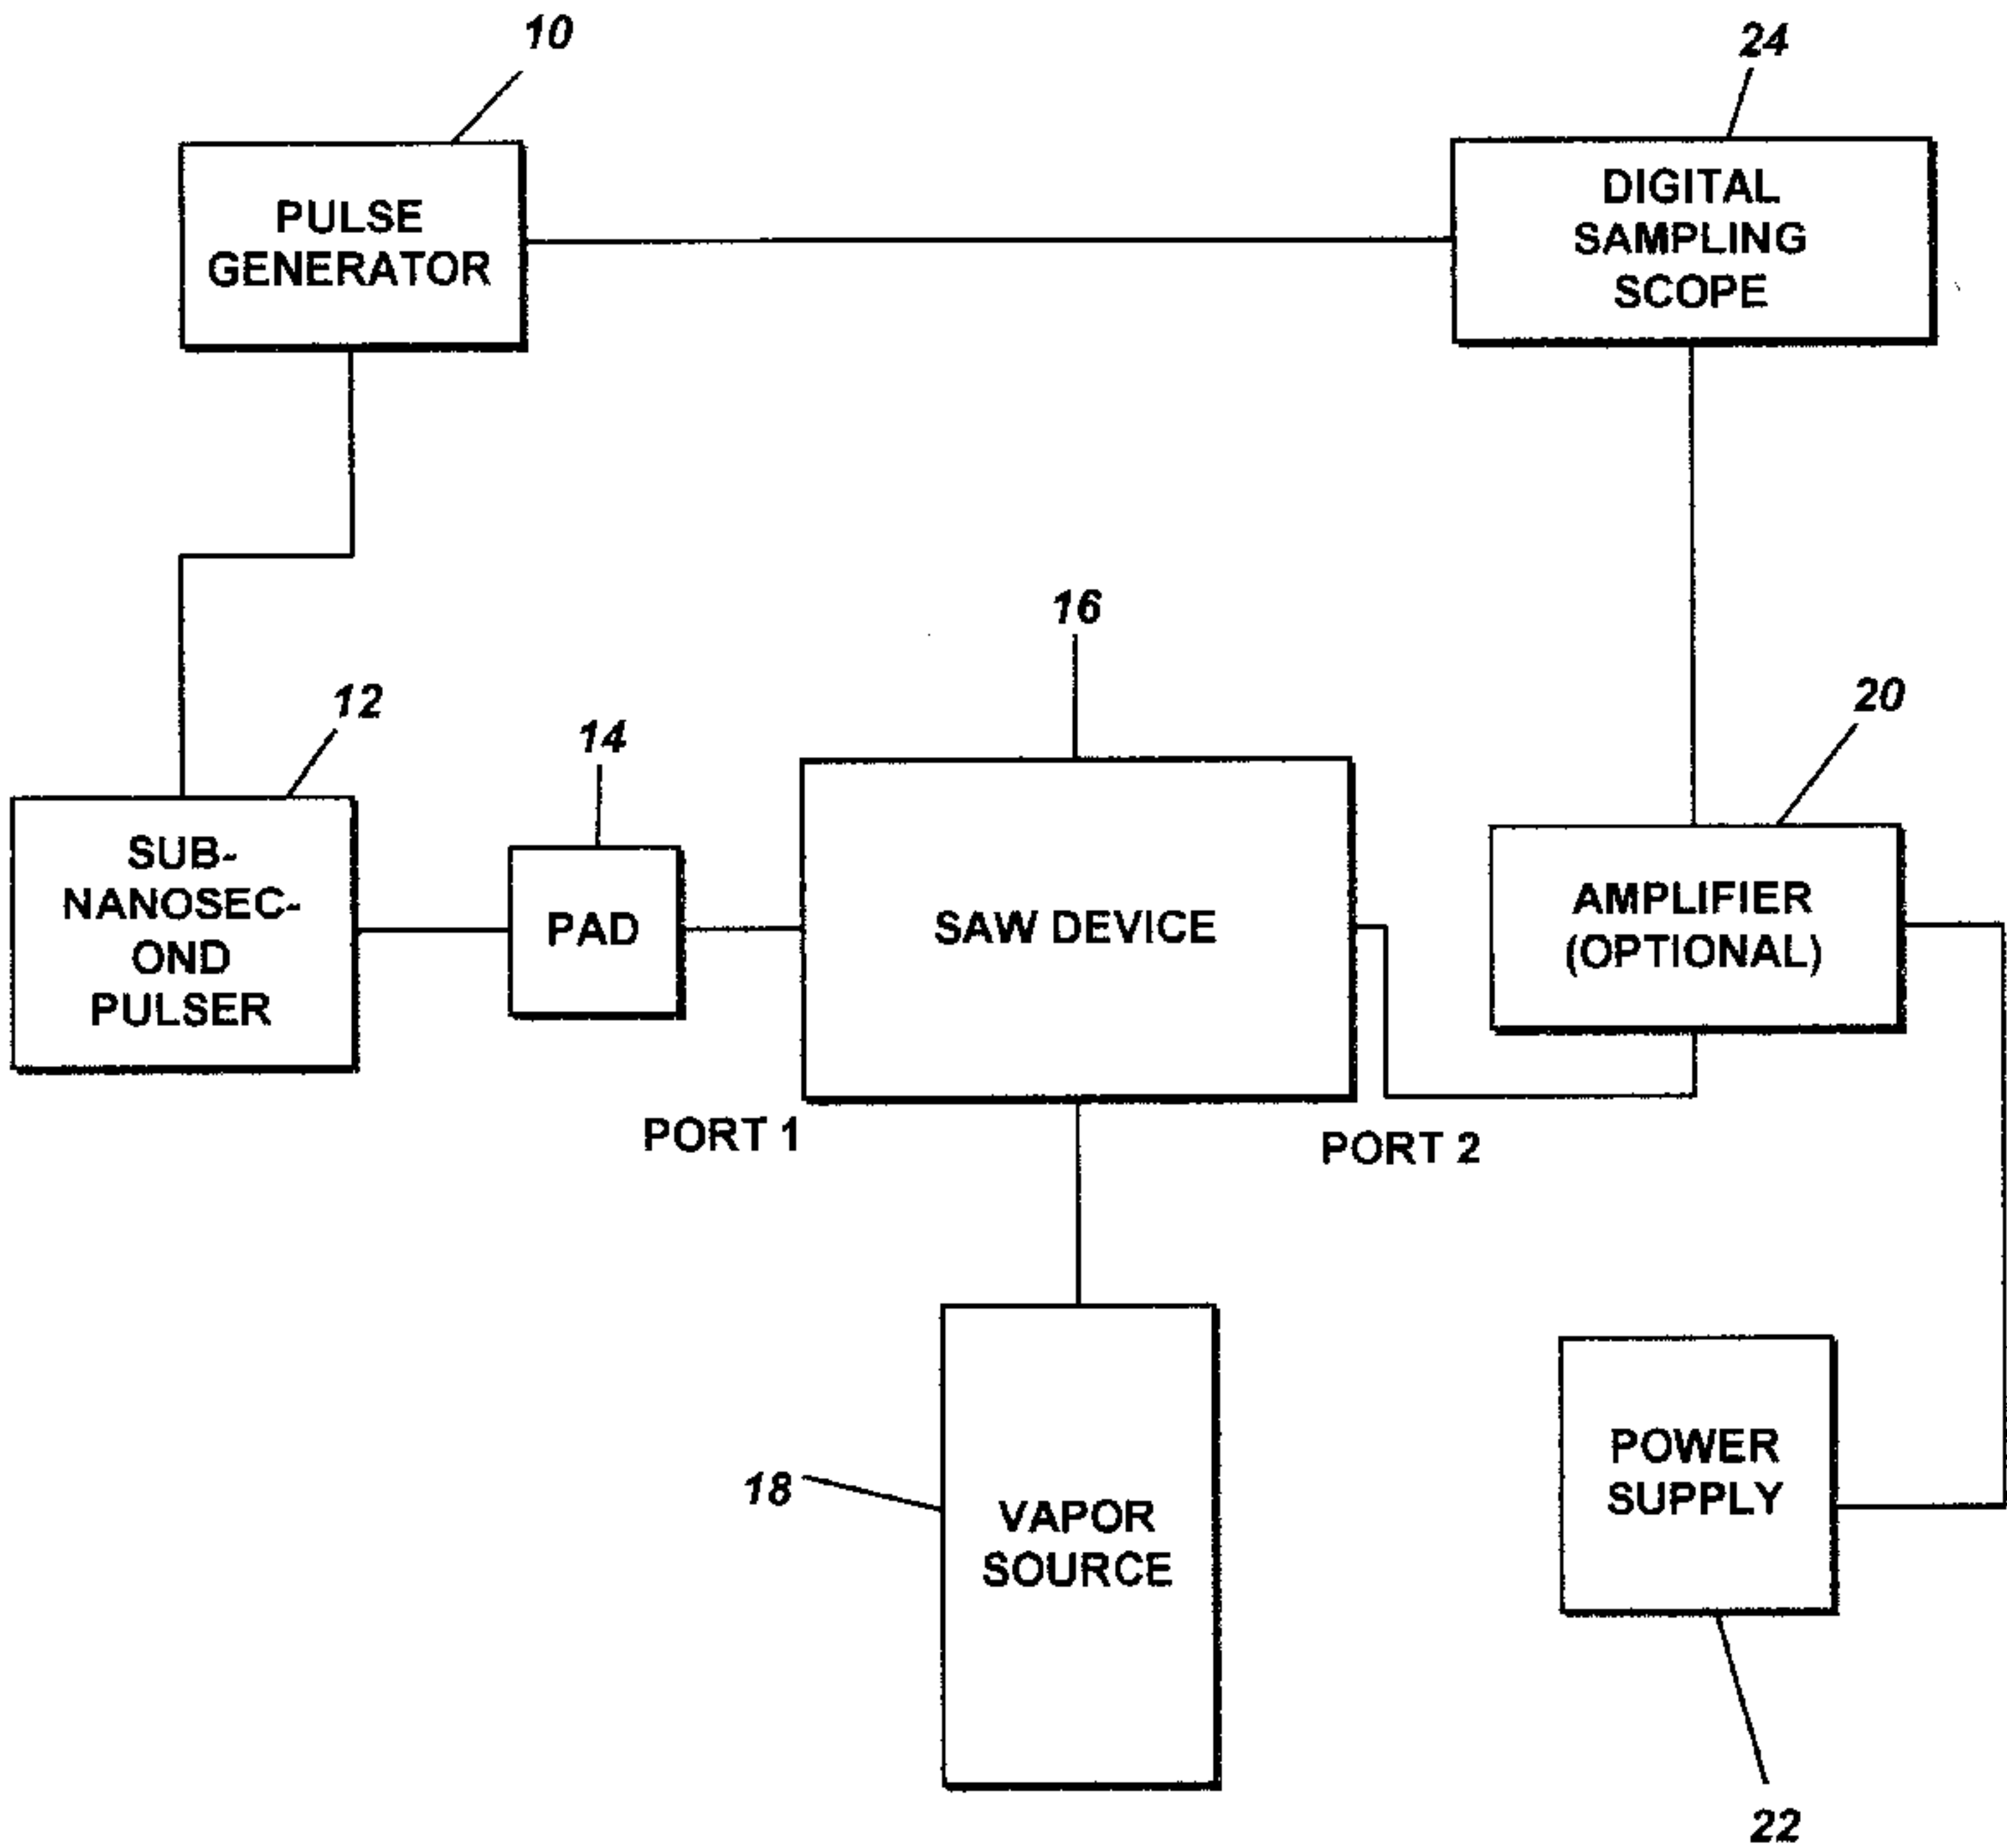 10
24
PULSE
GENERATOR
DIGITAL
SAMPLING
SCOPE
16
12
14
20
SUB-
NANOSEC-
OND
PULSER
PAD
SAW DEVICE
AMPLIFIER
(OPTIONAL)
PORT 1
PORT 2
18
VAPOR
SOURCE
POWER
SUPPLY
22